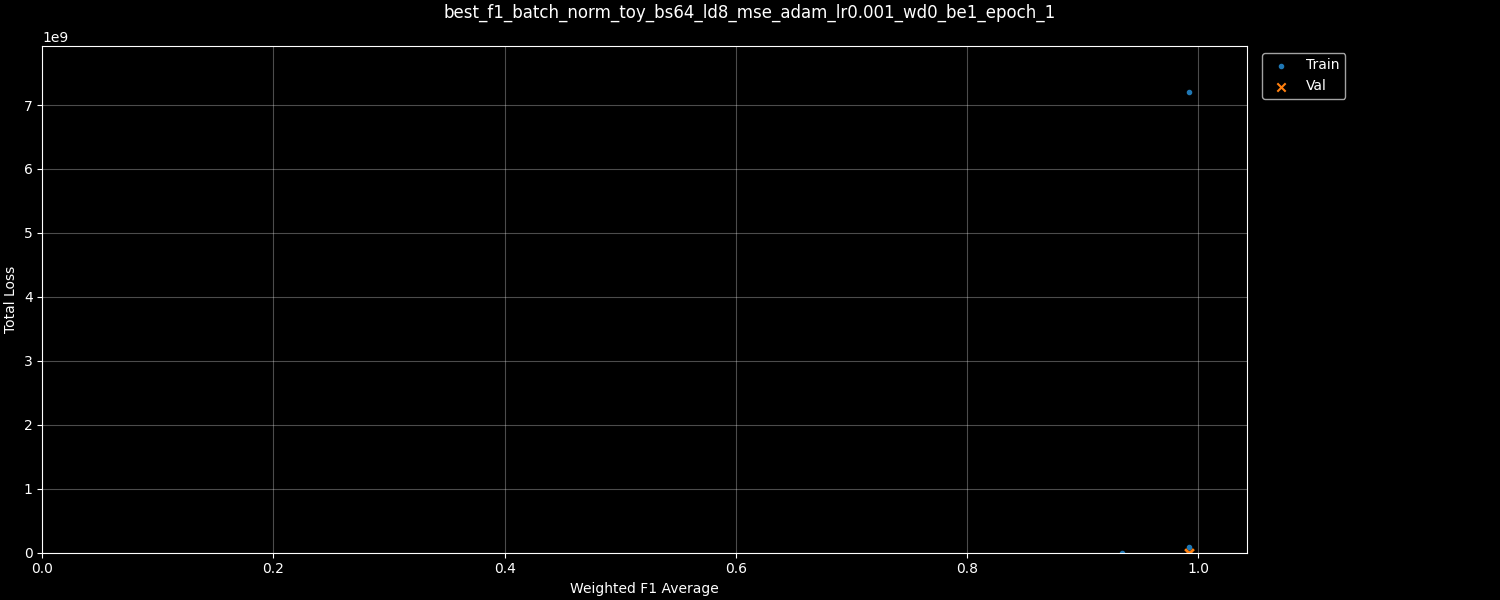 best_f1_batch_norm_toy_bs64_ld8_mse_adam_lr0.001_wd0_be1_epoch_1
1e9
Train
Val
7
6
5
4
3
2
1
0
Total Loss
0.0 0.2 0.4 0.6 0.8 1.0
Weighted F1 Average